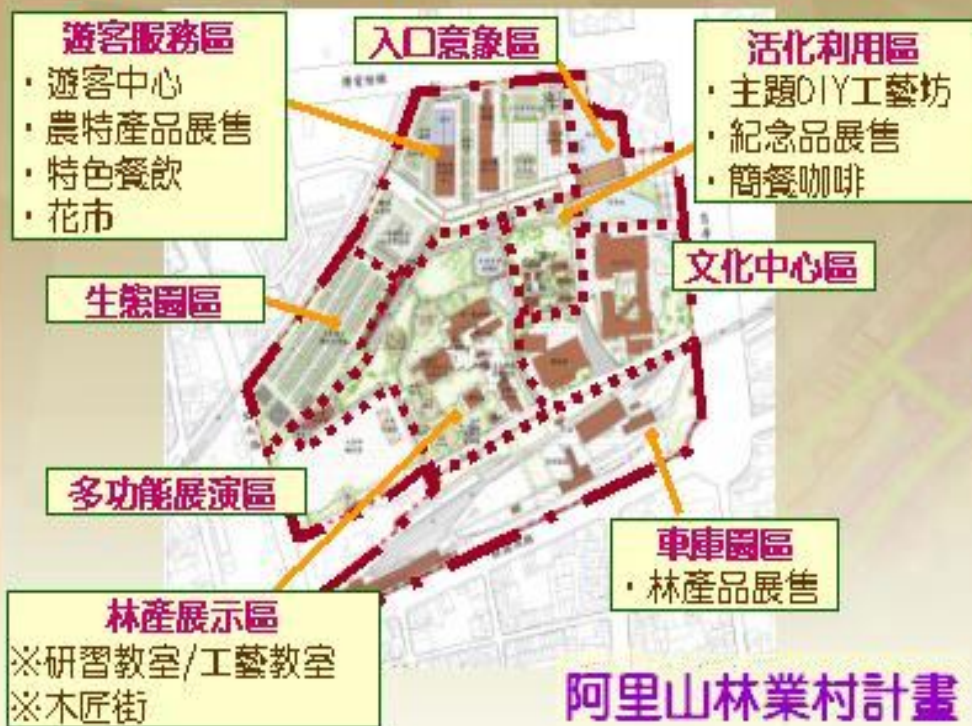 遊客服務區
・遊客中心
・農特產品展售
・特色餐飲
・花市
入口意象區
活化利用區
・主題DIY工藝坊
・紀念品展售
・簡餐咖啡
文化中心區
生態園區
多功能展演區
車庫園區
・林產品展售
林產展示區
※研習教室/工藝教室
※木匠街
阿里山林業村計畫